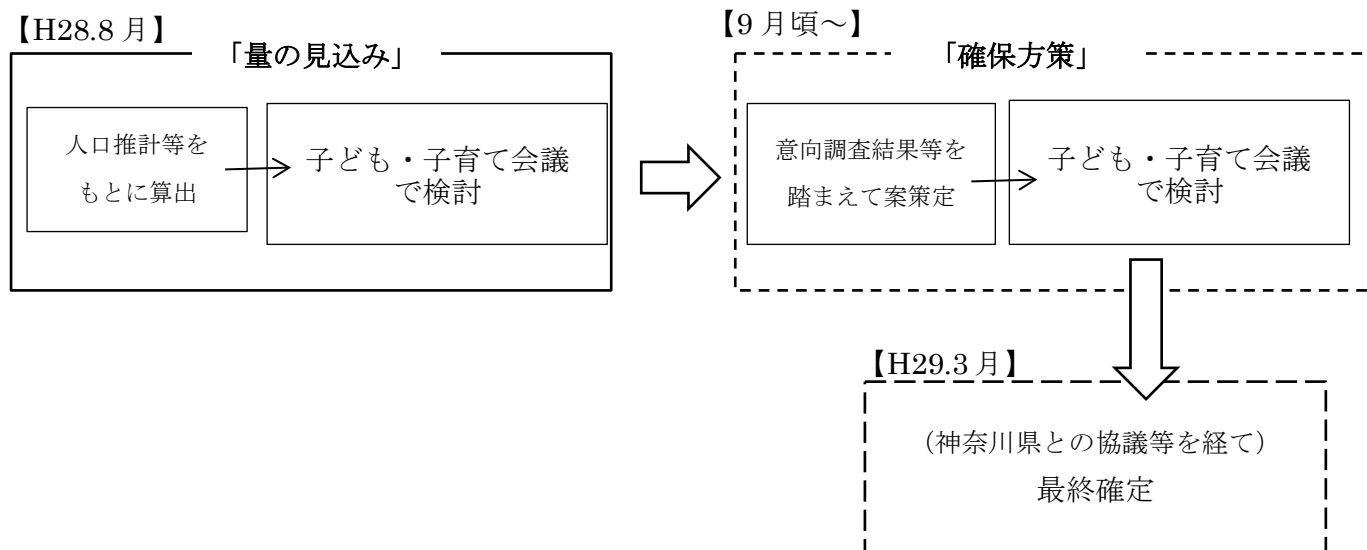 【H28.8 月】
「量の見込み」
人口推計等を
もとに算出
子ども・子育て会議
で検討
【9 月頃～】
「確保方策」
意向調査結果等を
踏まえて案策定
子ども・子育て会議
で検討
【H29.3 月】
（神奈川県との協議等を経て）
最終確定